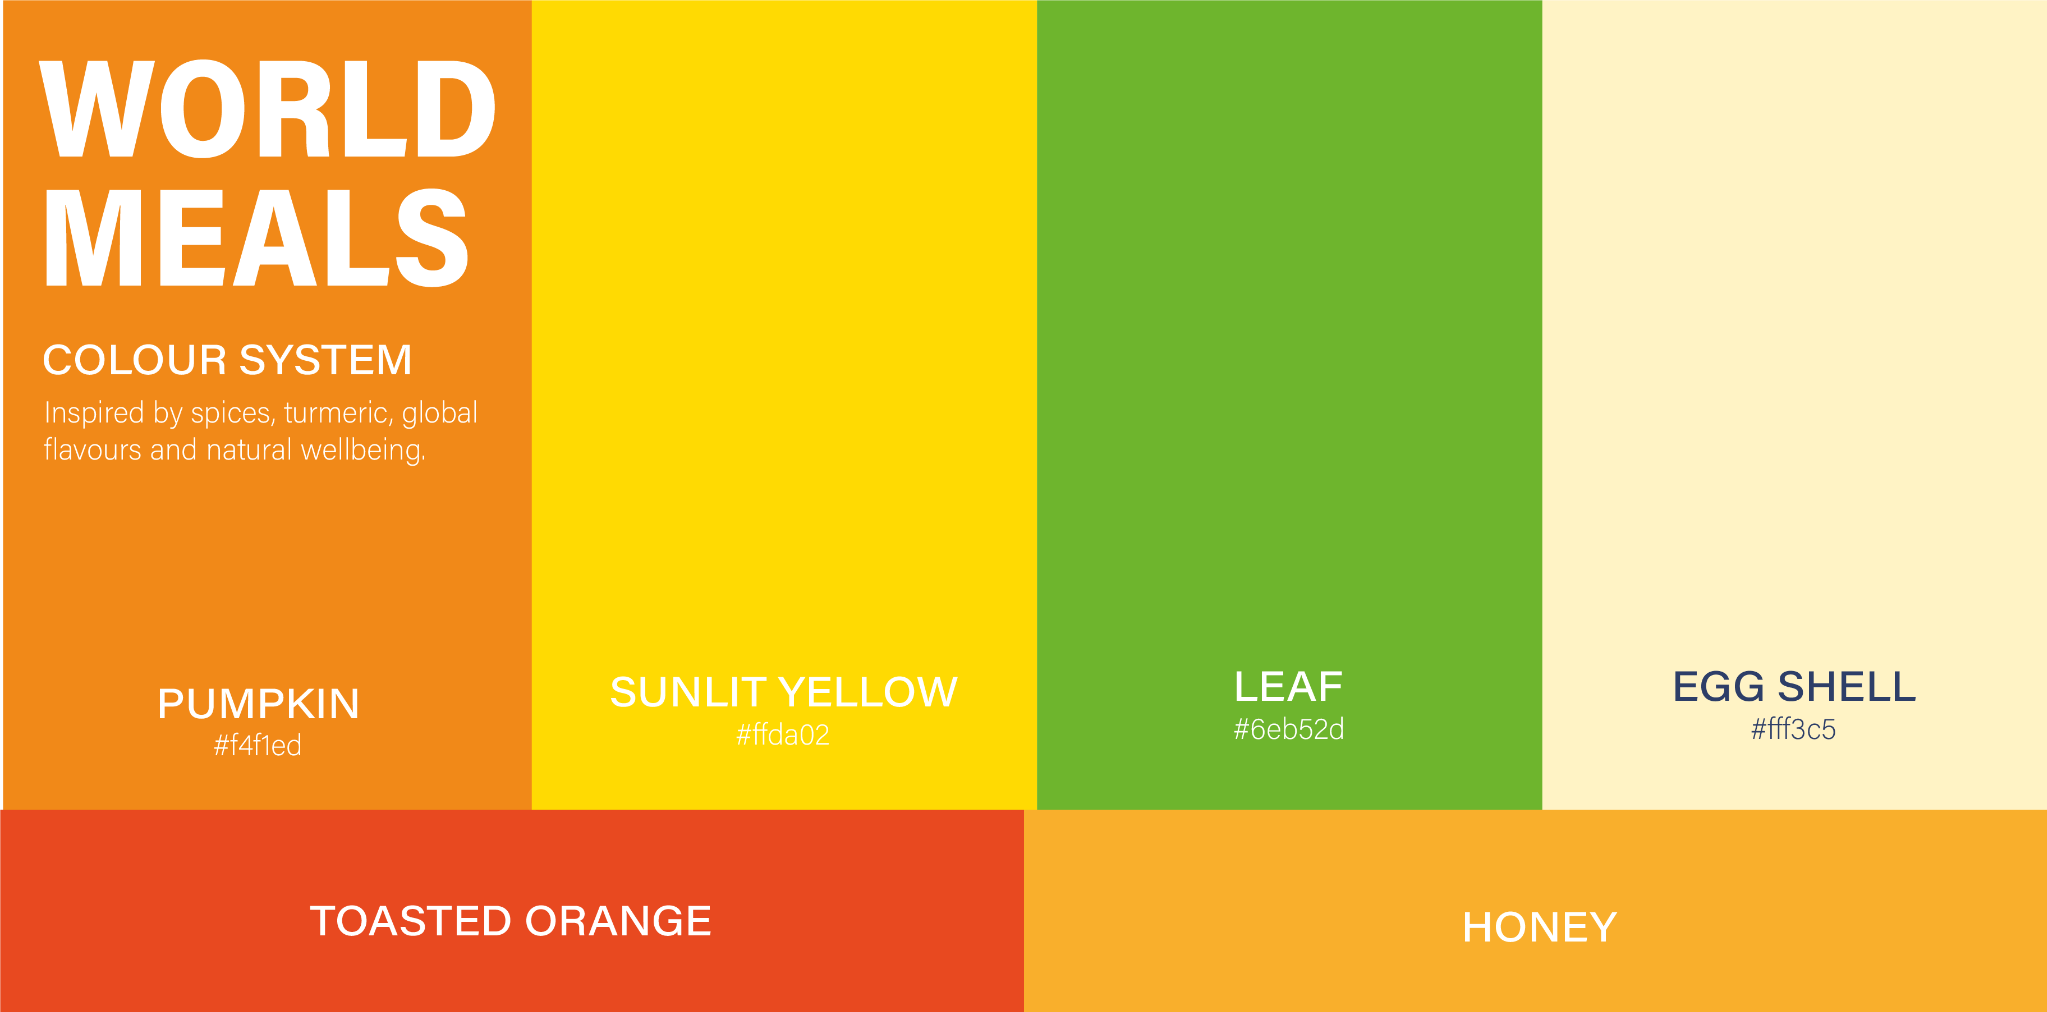 WORLD
MEALS
COLOUR SYSTEM
Inspired by spices, turmeric, global
flavours and natural wellbeing.
PUMPKIN
#f4f1ed
SUNLIT YELLOW
#ffda02
LEAF
#6eb52d
EGG SHELL
#fff3c5
TOASTED ORANGE
HONEY